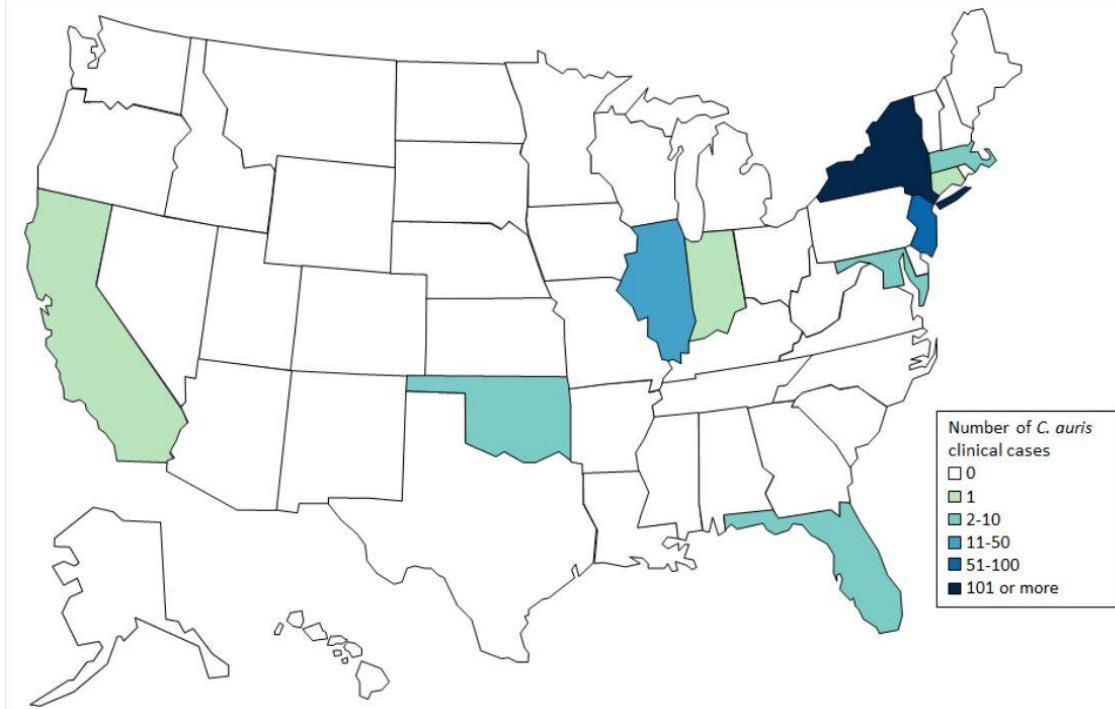 Number of C. auris
clinical cases
0
1
2-10
11-50
51-100
101 or more